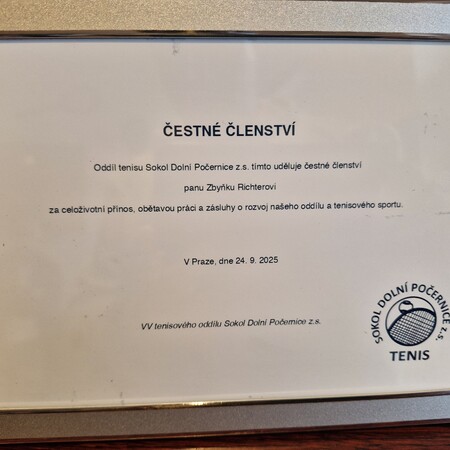 ČESTNÉ ČLENSTVÍ
Oddíl tenisu Sokol Dolní Počernice z.s. tímto uděluje čestné členství
panu Zbyňku Richterovi
za celoživotní přínos, obětavou práci a zásluhy o rozvoj našeho oddílu a tenisového sportu.
V Praze, dne 24. 9. 2025
VV tenisového oddílu Sokol Dolní Počernice z.s.
SOKOL DOLNÍ POČERNICE z.s.
TENIS